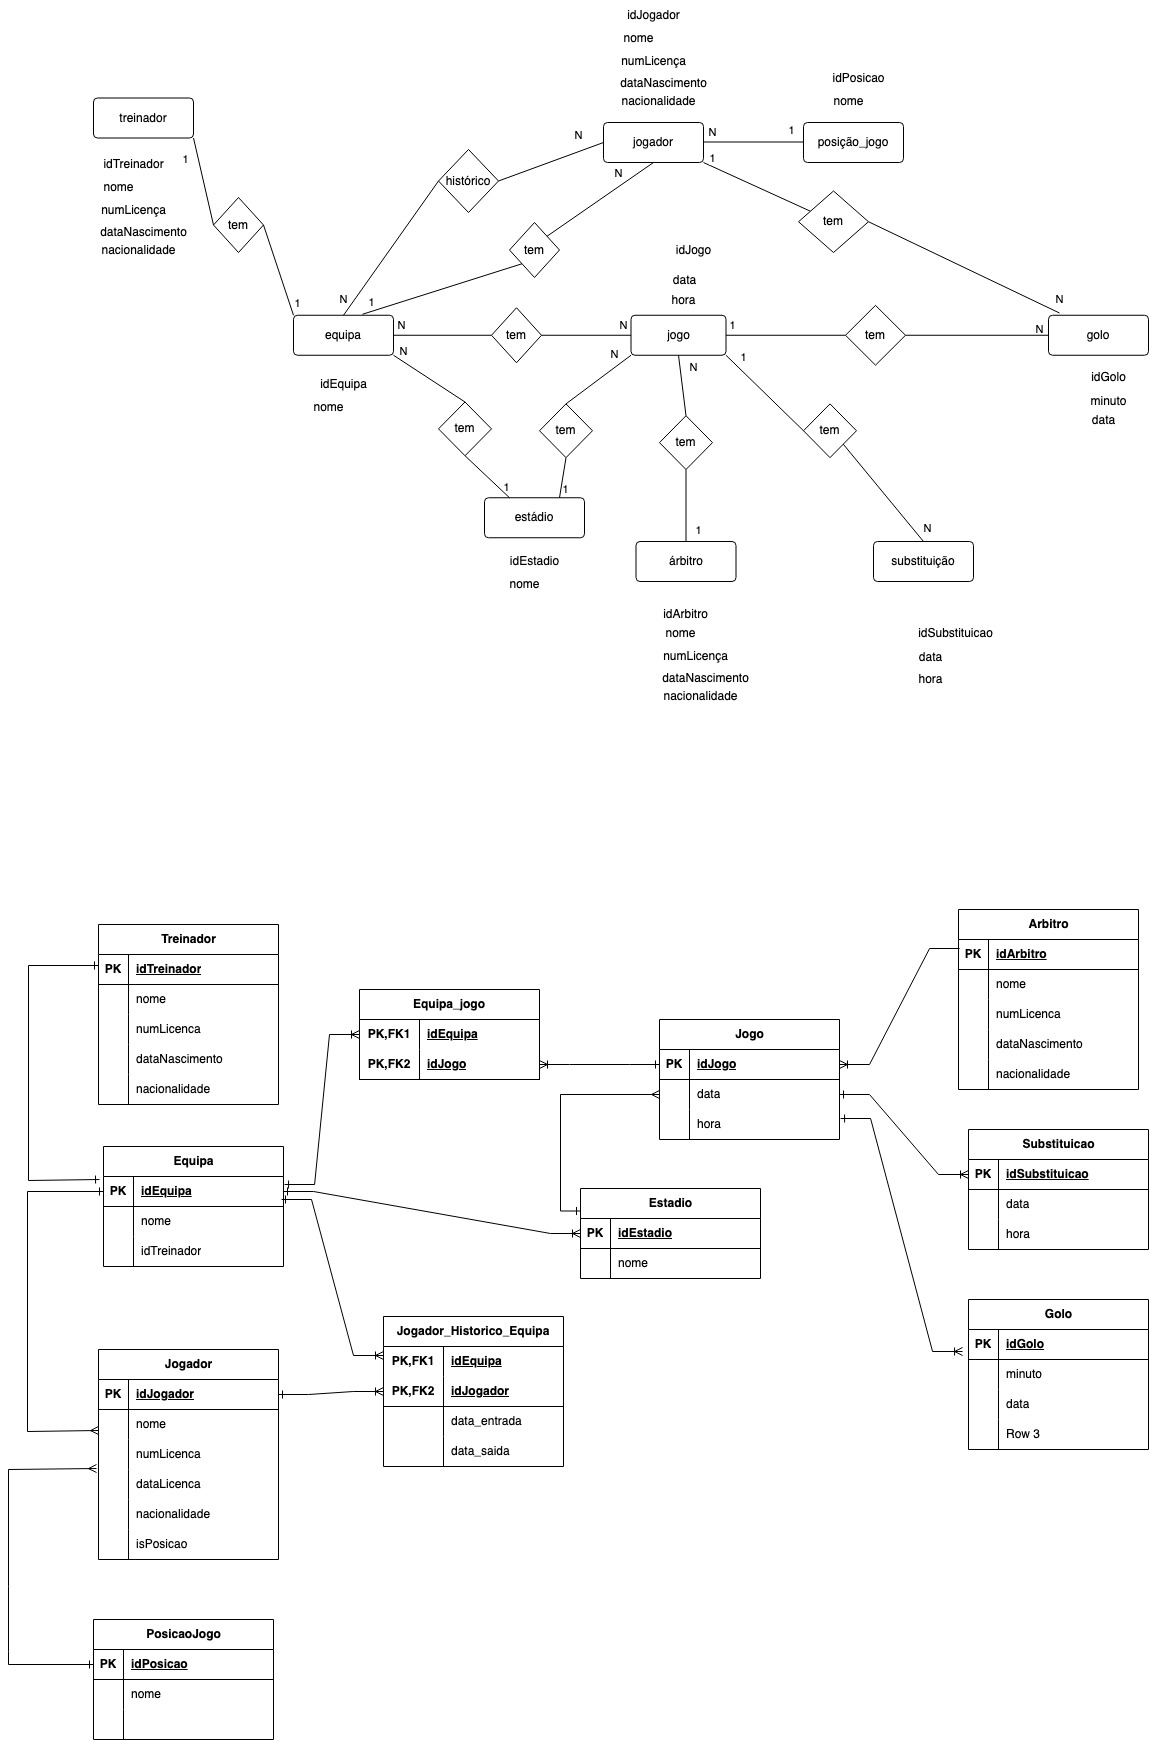 idJogador
nome
numLicença
dataNascimento
nacionalidade
idPosicao
nome
treinador
jogador
posição_jogo
N
N
1
1
1
N
idTreinador
nome
numLicença
dataNascimento
nacionalidade
histórico
tem
tem
tem
idJogo
data
hora
1
N
1
N
equipa
N
tem
N
jogo
1
tem
N
golo
N
N
N
1
idEquipa
nome
idGolo
minuto
data
tem
tem
tem
tem
1
1
estádio
1
N
idEstadio
nome
árbitro
substituição
idArbitro
nome
numLicença
dataNascimento
nacionalidade
idSubstituicao
data
hora
Treinador
PK idTreinador
nome
numLicenca
dataNascimento
nacionalidade
Arbitro
PK idArbitro
nome
numLicenca
dataNascimento
nacionalidade
Equipa_jogo
PK,FK1 idEquipa
PK,FK2 idJogo
Jogo
PK idJogo
data
hora
Equipa
PK idEquipa
nome
idTreinador
Substituicao
PK idSubstituicao
data
hora
Estadio
PK idEstadio
nome
Jogador_Historico_Equipa
PK,FK1 idEquipa
PK,FK2 idJogador
data_entrada
data_saida
Golo
PK idGolo
minuto
data
Row 3
Jogador
PK idJogador
nome
numLicenca
dataLicenca
nacionalidade
isPosicao
PosicaoJogo
PK idPosicao
nome